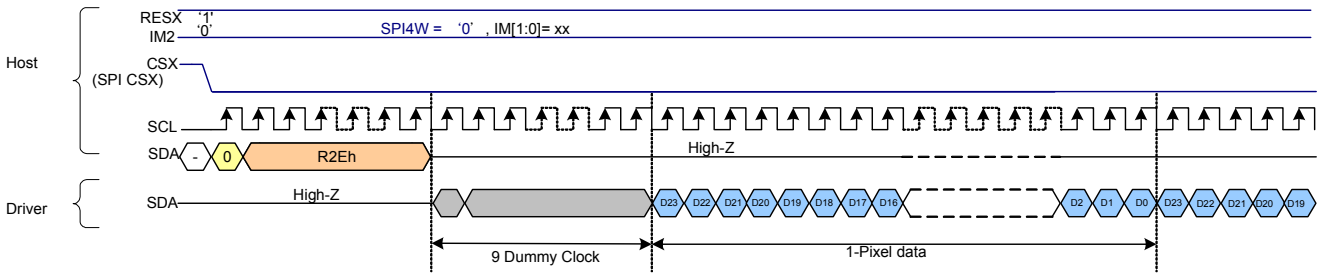 RESX '1'
IM2 '0'
SPI4W = '0' , IM[1:0]= xx
Host
CSX
(SPI CSX)
SCL
SDA - 0 R2Eh High-Z
Driver
SDA High-Z D23 D22 D21 D20 D19 D18 D17 D16 D2 D1 D0 D23 D22 D21 D20 D19
9 Dummy Clock
1-Pixel data